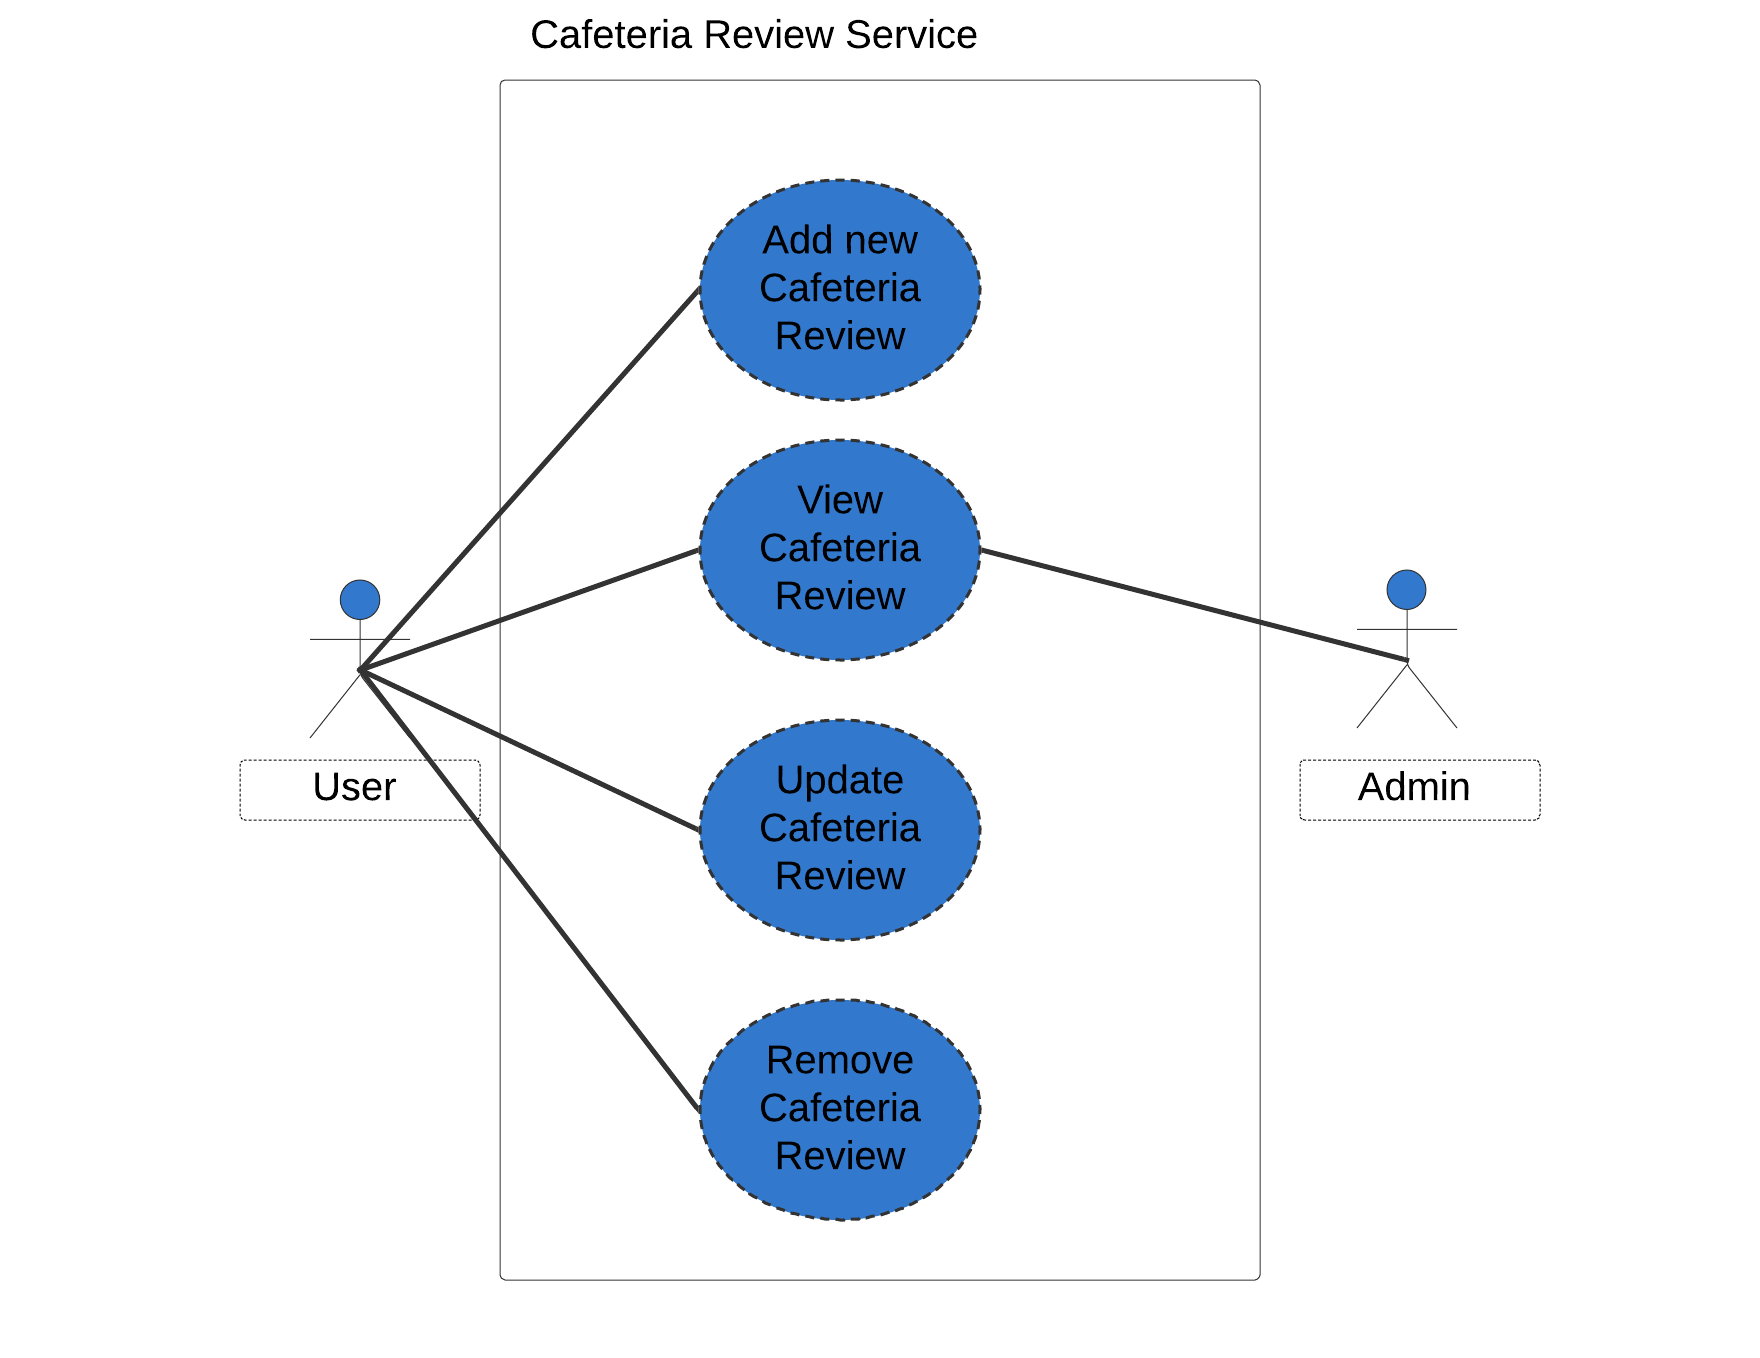 Cafeteria Review Service
Add new
Cafeteria
Review
View
Cafeteria
Review
Update
Cafeteria
Review
User
Admin
Remove
Cafeteria
Review